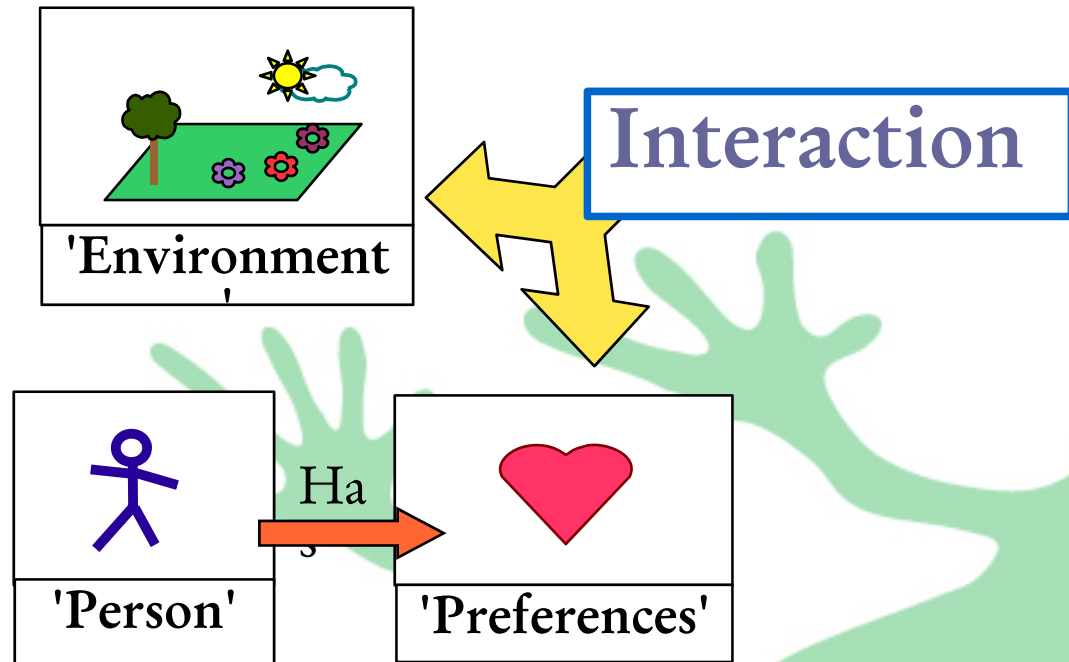 Interaction
'Environment
'
Ha
s
'Person'
'Preferences'